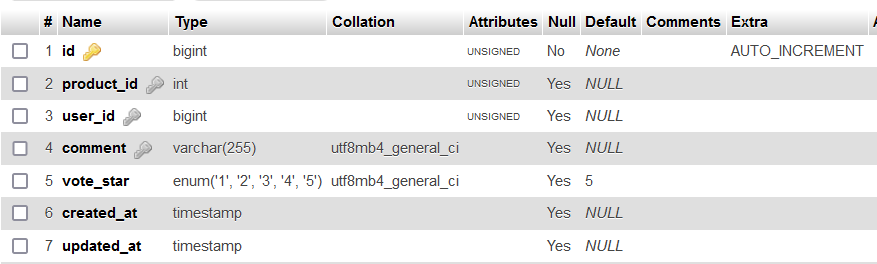 # Name Type Collation Attributes Null Default Comments Extra
1 id bigint UNSIGNED No None AUTO_INCREMENT
2 product_id int UNSIGNED Yes NULL
3 user_id bigint UNSIGNED Yes NULL
4 comment varchar(255) utf8mb4_general_ci Yes NULL
5 vote_star enum('1', '2', '3', '4', '5') utf8mb4_general_ci Yes 5
6 created_at timestamp Yes NULL
7 updated_at timestamp Yes NULL